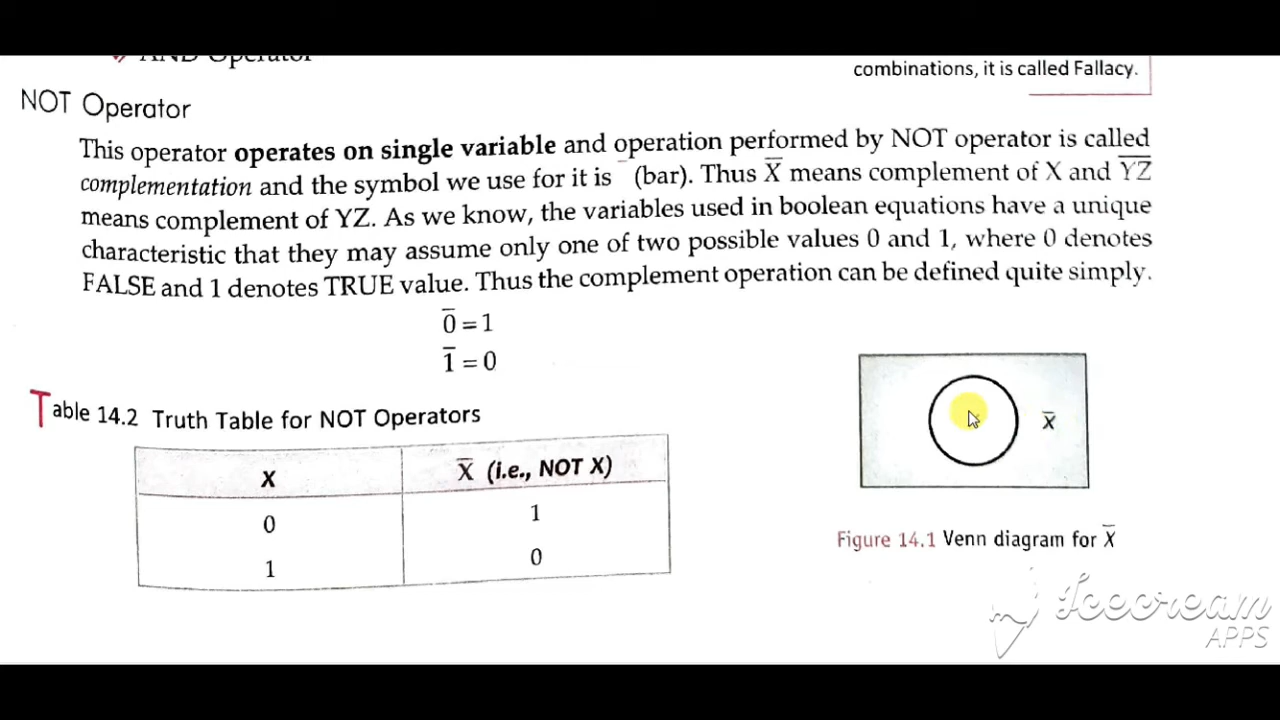 AND Operator
combinations, it is called Fallacy.
NOT Operator
This operator operates on single variable and operation performed by NOT operator is called
complementation and the symbol we use for it is ‾ (bar). Thus X̅ means complement of X and Y̅Z̅
means complement of YZ. As we know, the variables used in boolean equations have a unique
characteristic that they may assume only one of two possible values 0 and 1, where 0 denotes
FALSE and 1 denotes TRUE value. Thus the complement operation can be defined quite simply.
0̅ = 1
1̅ = 0
Table 14.2 Truth Table for NOT Operators
X X̅ (i.e., NOT X)
0 1
1 0
X̅
Figure 14.1 Venn diagram for X̅
Icecream
APPS